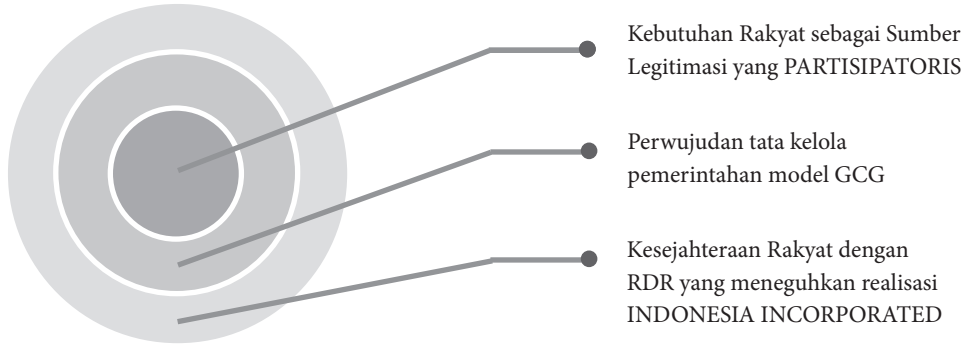 Kebutuhan Rakyat sebagai Sumber
Legitimasi yang PARTISIPATORIS
Perwujudan tata kelola
pemerintahan model GCG
Kesejahteraan Rakyat dengan
RDR yang meneguhkan realisasi
INDONESIA INCORPORATED